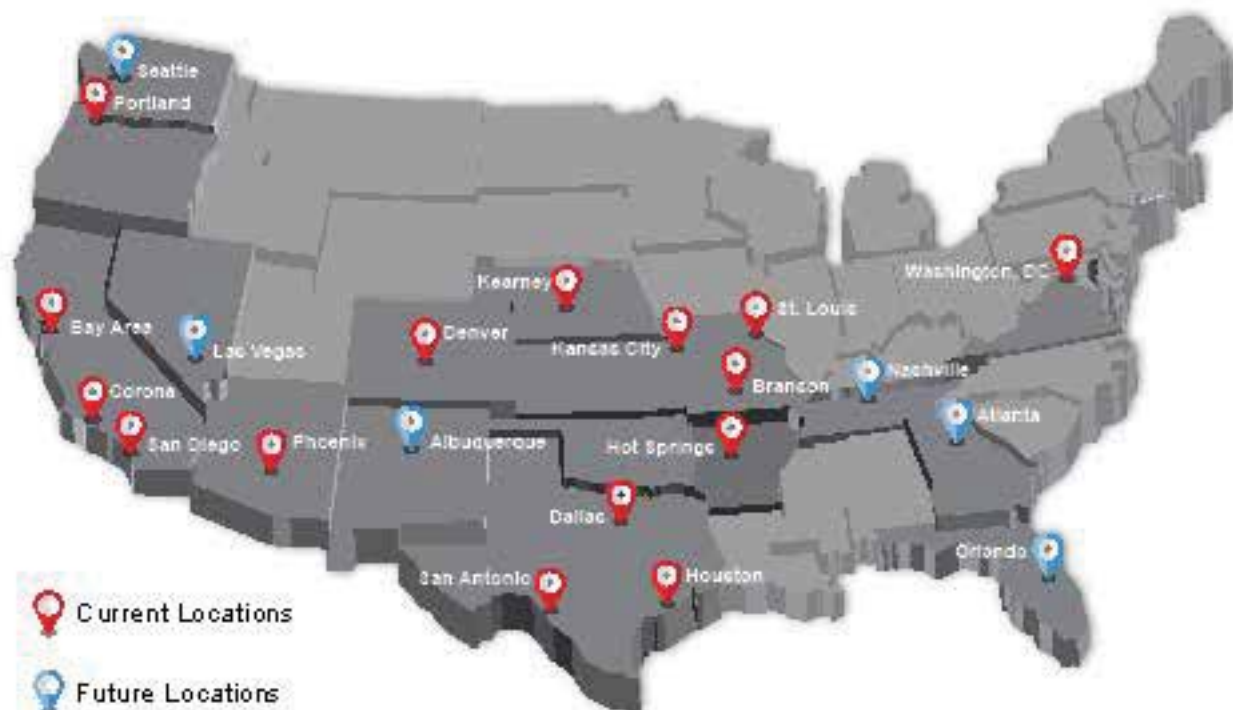 Seattle
Portland
Washington, DC
Kearney
St. Louis
Bay Area
Denver
Kansas City
Las Vegas
Nashville
Branson
Corona
Atlanta
San Diego
Phoenix
Albuquerque
Hot Springs
Dallas
Orlando
San Antonio
Houston
Current Locations
Future Locations